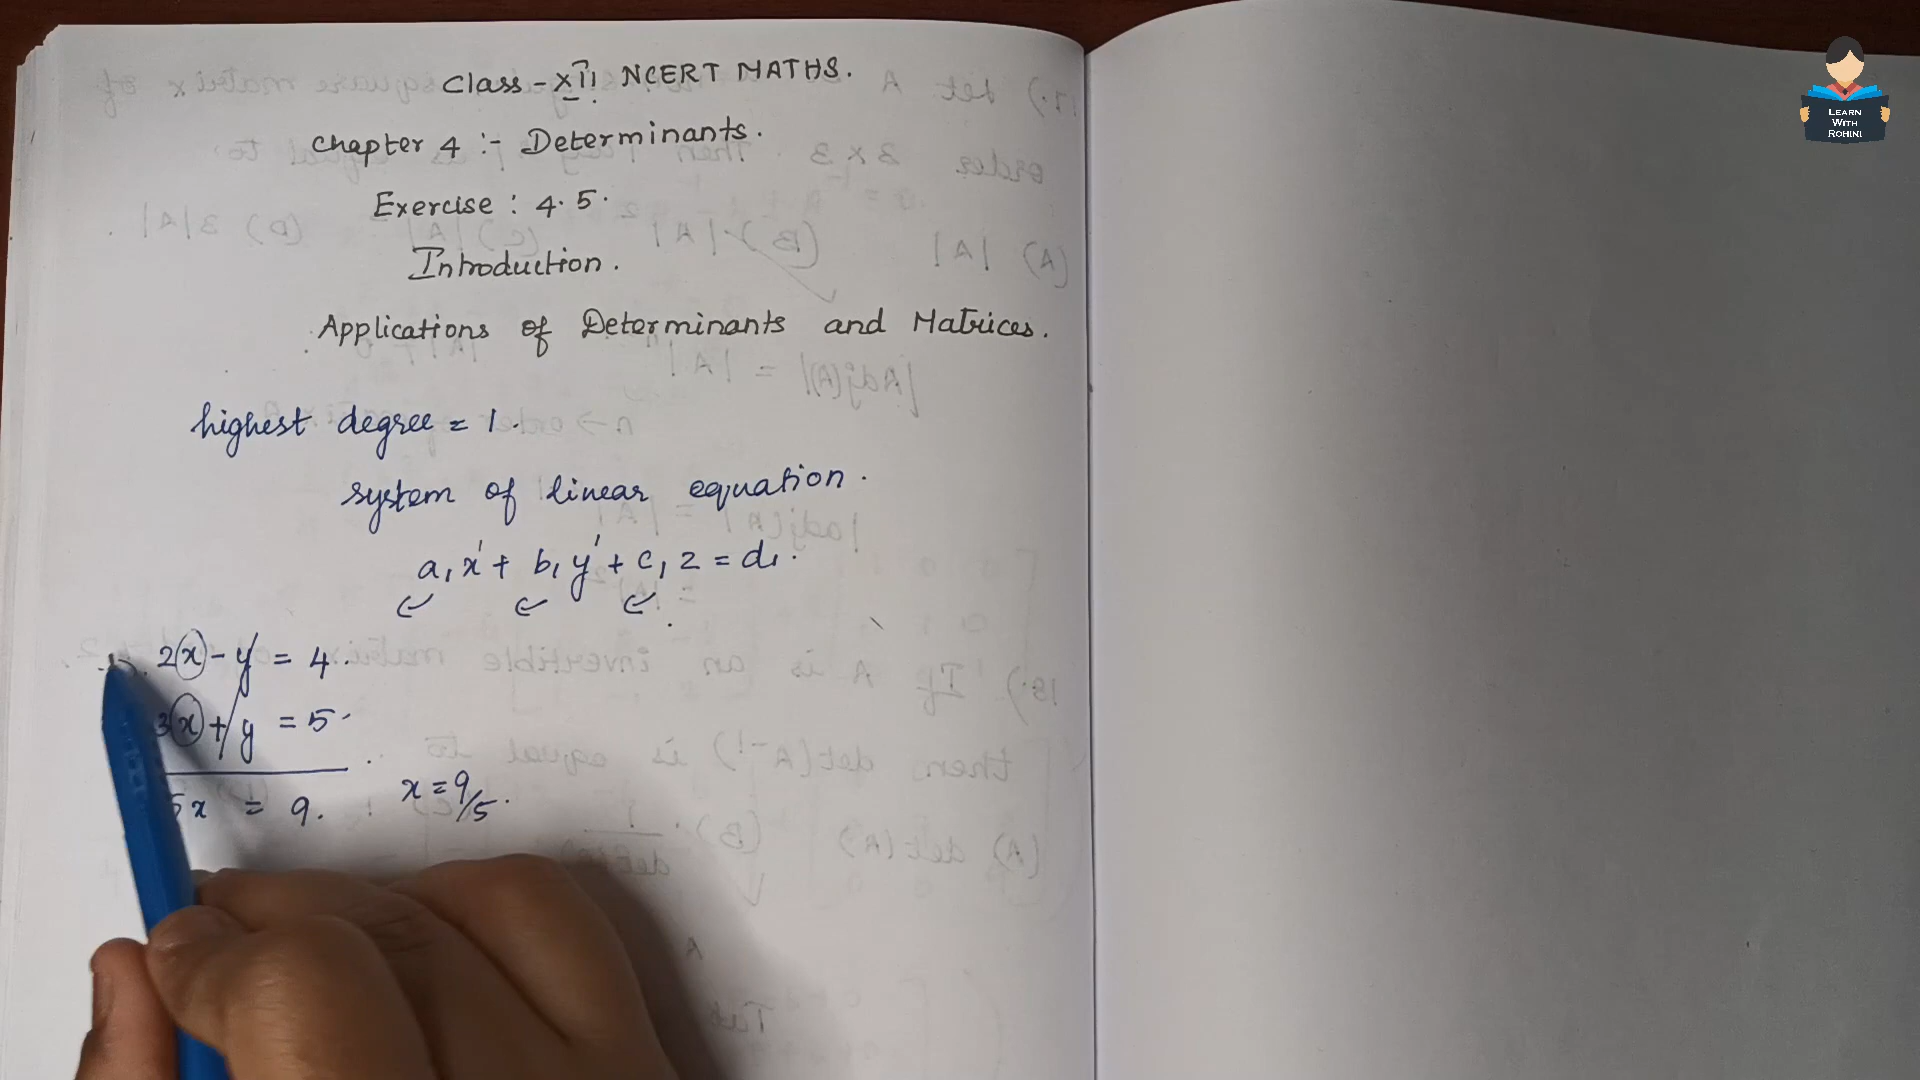 Class - XII NCERT MATHS.
Chapter 4 :- Determinants.
Exercise : 4.5.
Introduction.
Applications of Determinants and Matrices.
highest degree = 1.
system of linear equation.
a₁x' + b₁y' + c₁z = d₁.
2x - y = 4.
3x + y = 5.
5x = 9. x = 9/5.
LEARN
WITH
ROHINI